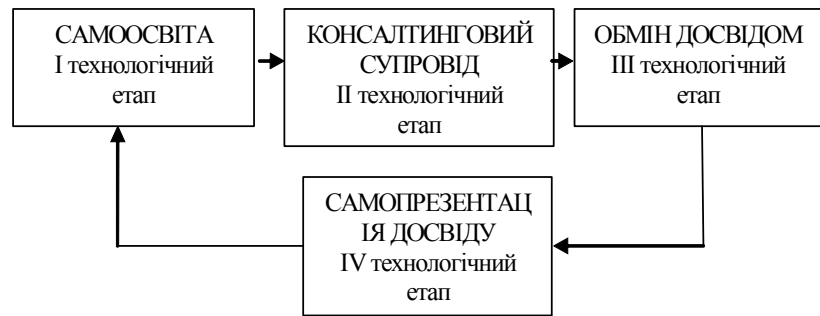 САМООСВІТА
І технологічний
етап
КОНСАЛТИНГОВИЙ
СУПРОВІД
ІІ технологічний
етап
ОБМІН ДОСВІДОМ
ІІІ технологічний
етап
САМОПРЕЗЕНТАЦ
ІЯ ДОСВІДУ
IV технологічний
етап